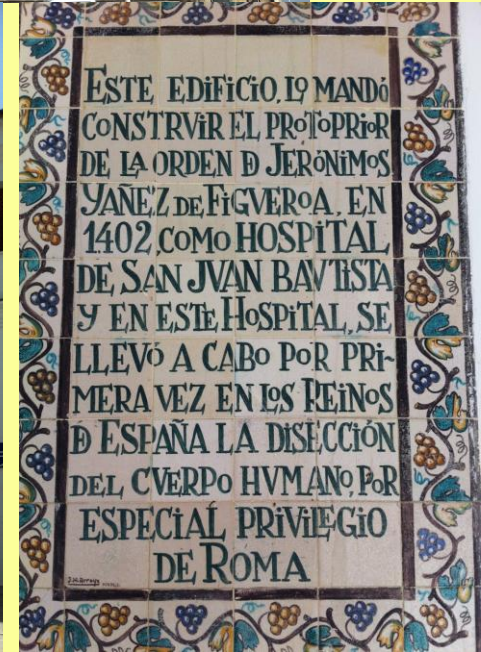 ESTE EDIFICIO, LO MANDÓ
CONSTRVIR EL PROTOPRIOR
DE LA ORDEN Đ JERÓNIMOS
YAÑEZ DE FIGVEROA, EN
1402 COMO HOSPITAL
DE SAN JVAN BAVTISTA
Y EN ESTE HOSPITAL, SE
LLEVÓ A CABO POR PRI-
MERA VEZ EN LOS REINOS
Đ ESPAÑA LA DISECCIÓN
DEL CVERPO HVMANO, POR
ESPECIAL PRIVILEGIO
DE ROMA